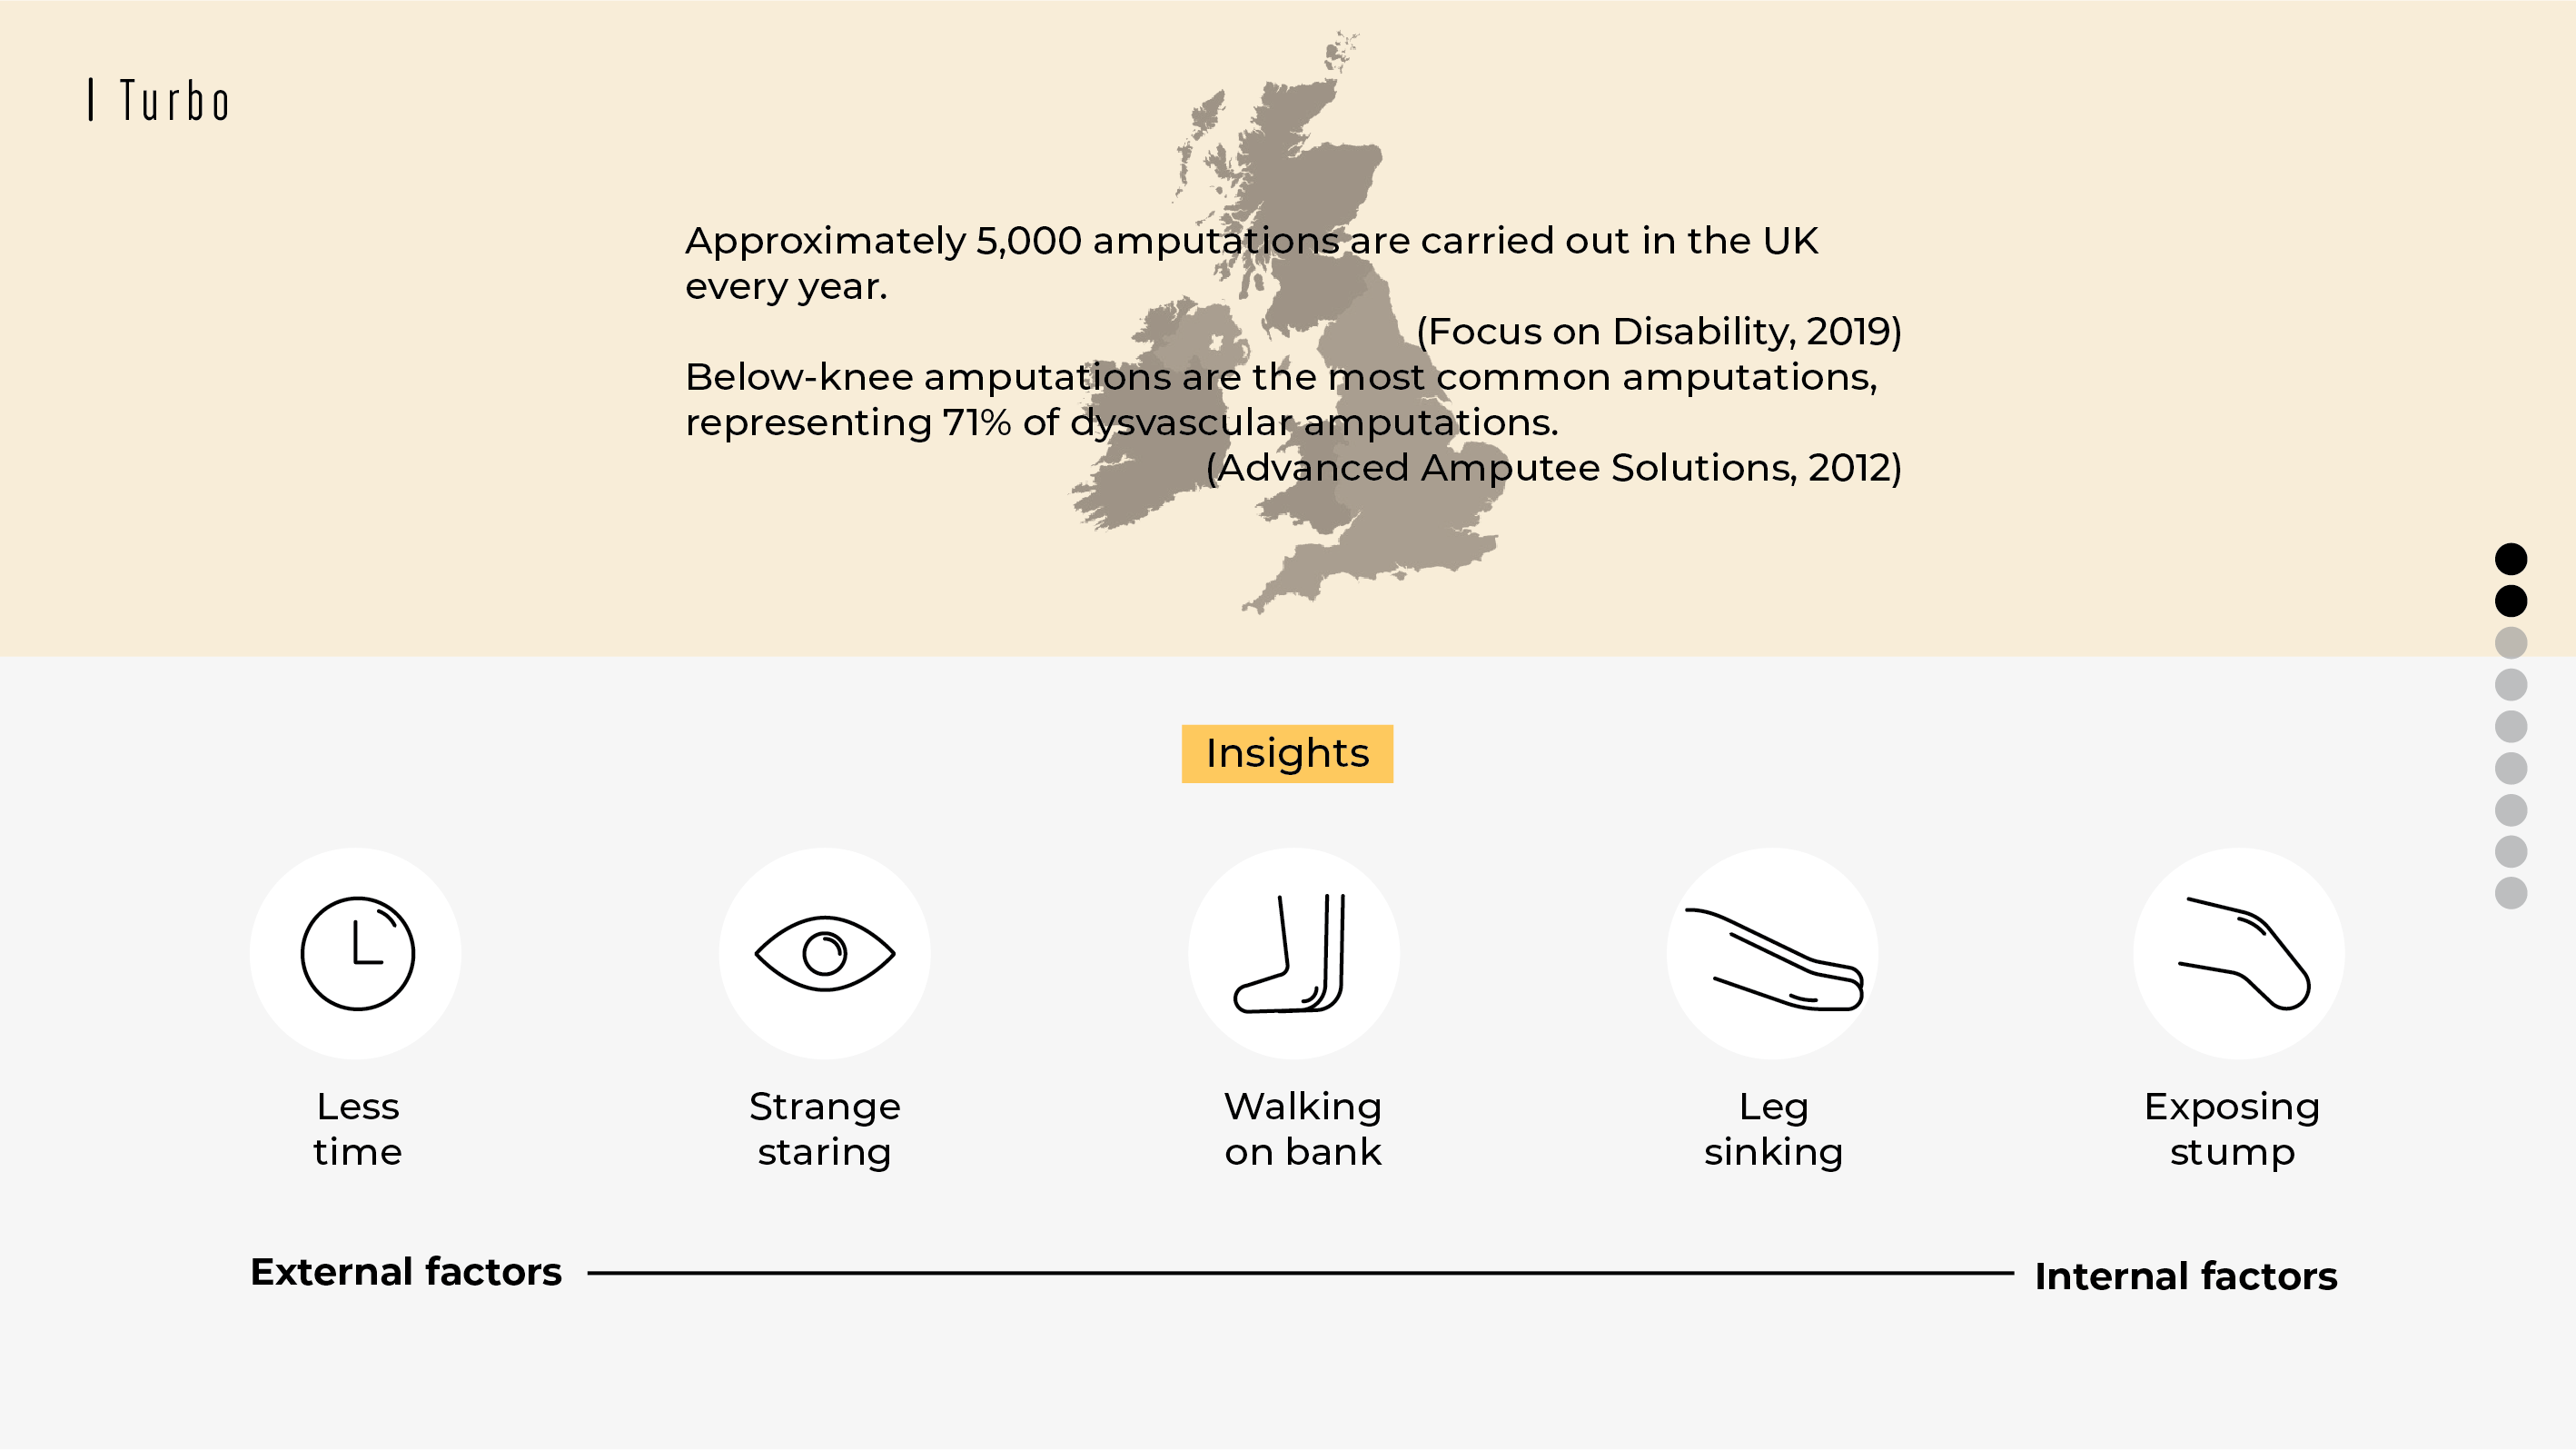 | Turbo
Approximately 5,000 amputations are carried out in the UK
every year.
(Focus on Disability, 2019)
Below-knee amputations are the most common amputations,
representing 71% of dysvascular amputations.
(Advanced Amputee Solutions, 2012)
Insights
Less
time
Strange
staring
Walking
on bank
Leg
sinking
Exposing
stump
External factors
Internal factors